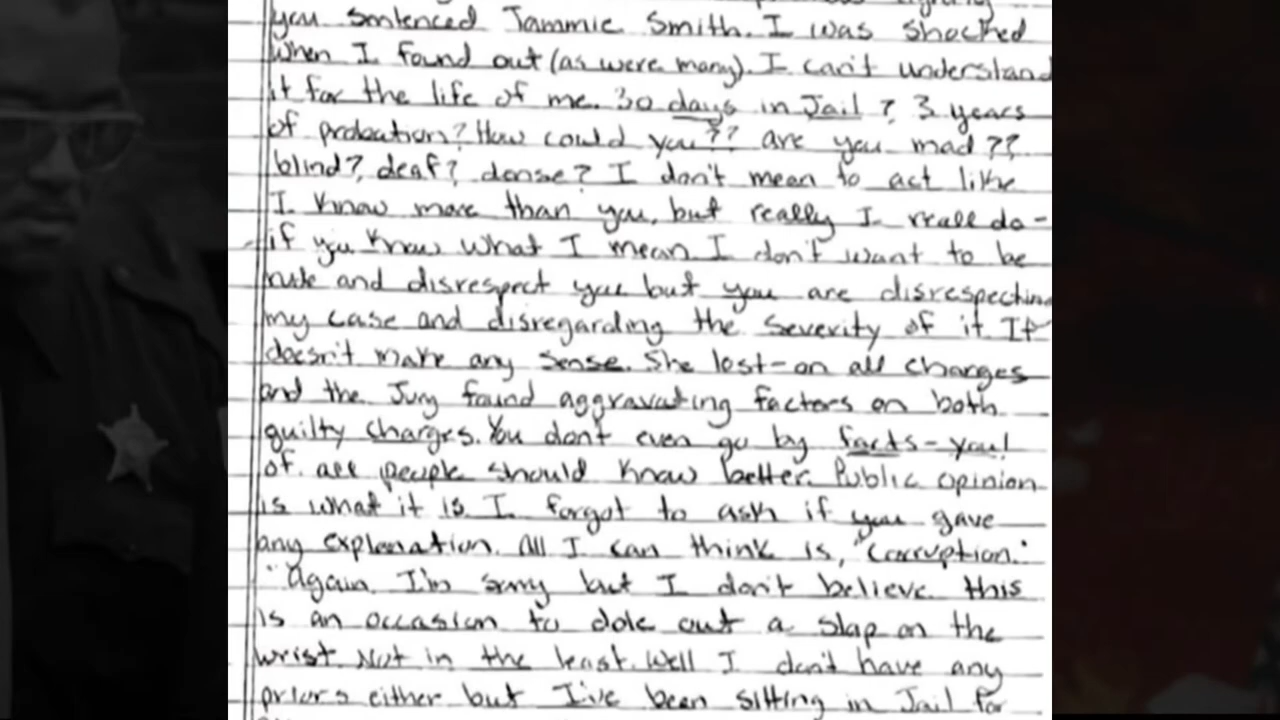 you sentenced Jammie Smith. I was shocked
when I found out (as were many). I can't understand
it for the life of me. 30 days in Jail? 3 years
of probation? How could you?? are you mad??
blind? deaf? dense? I don't mean to act like
I know more than you, but really I reall do-
if you know what I mean. I don't want to be
rude and disrespect you but you are disrespecting
my case and disregarding the severity of it. It
doesn't make any sense. She lost-on all charges
and the Jury found aggravating factors on both
guilty charges. You don't even go by facts-you!
of all people should know better. Public opinion
is what it is. I forgot to ask if you gave
any explanation. All I can think is, "Corruption."
"Again I'm sorry but I don't believe this
is an occasion to dole out a slap on the
wrist. Not in the least. Well I don't have any
priors either but I've been sitting in Jail for